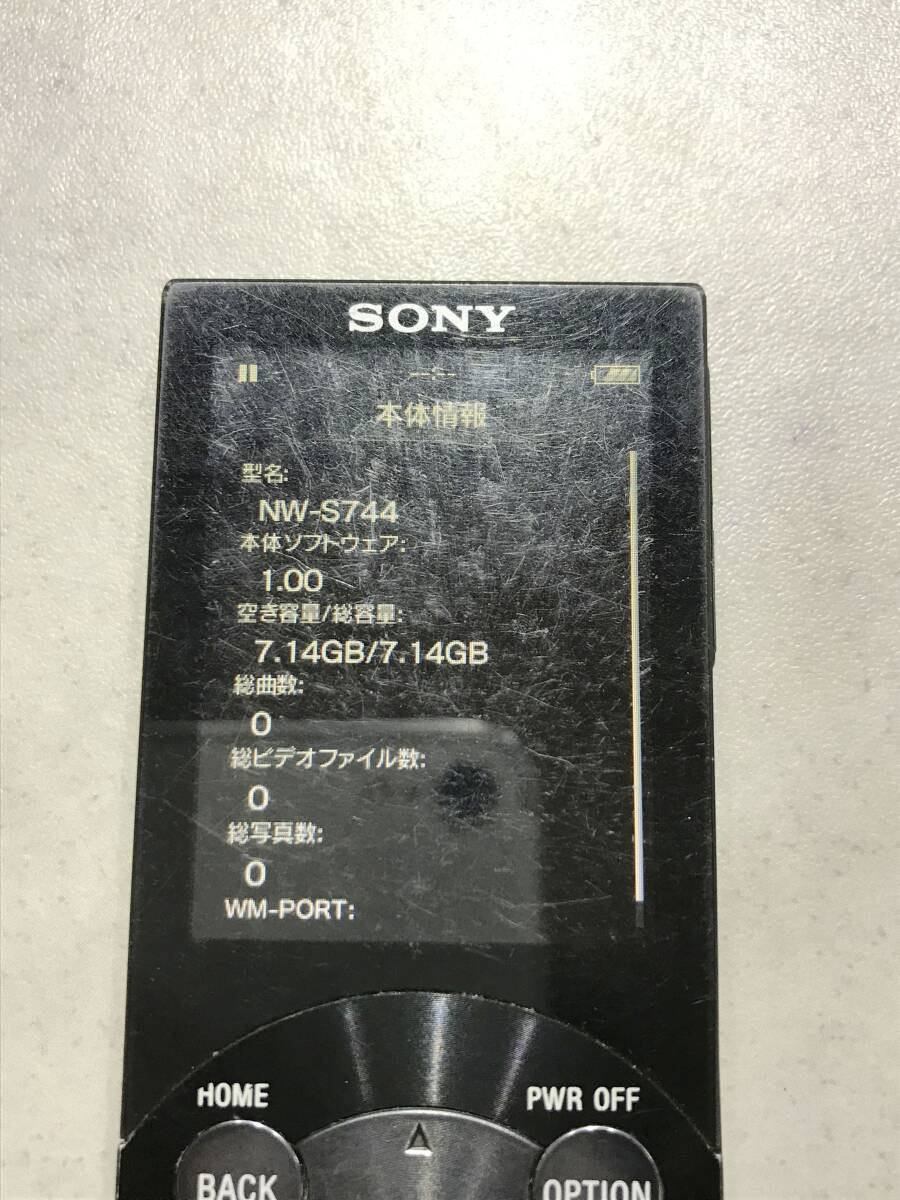 SONY
--:--
本体情報
型名:
NW-S744
本体ソフトウェア:
1.00
空き容量/総容量:
7.14GB/7.14GB
総曲数:
0
総ビデオファイル数:
0
総写真数:
0
WM-PORT:
HOME
PWR OFF
BACK
OPTION